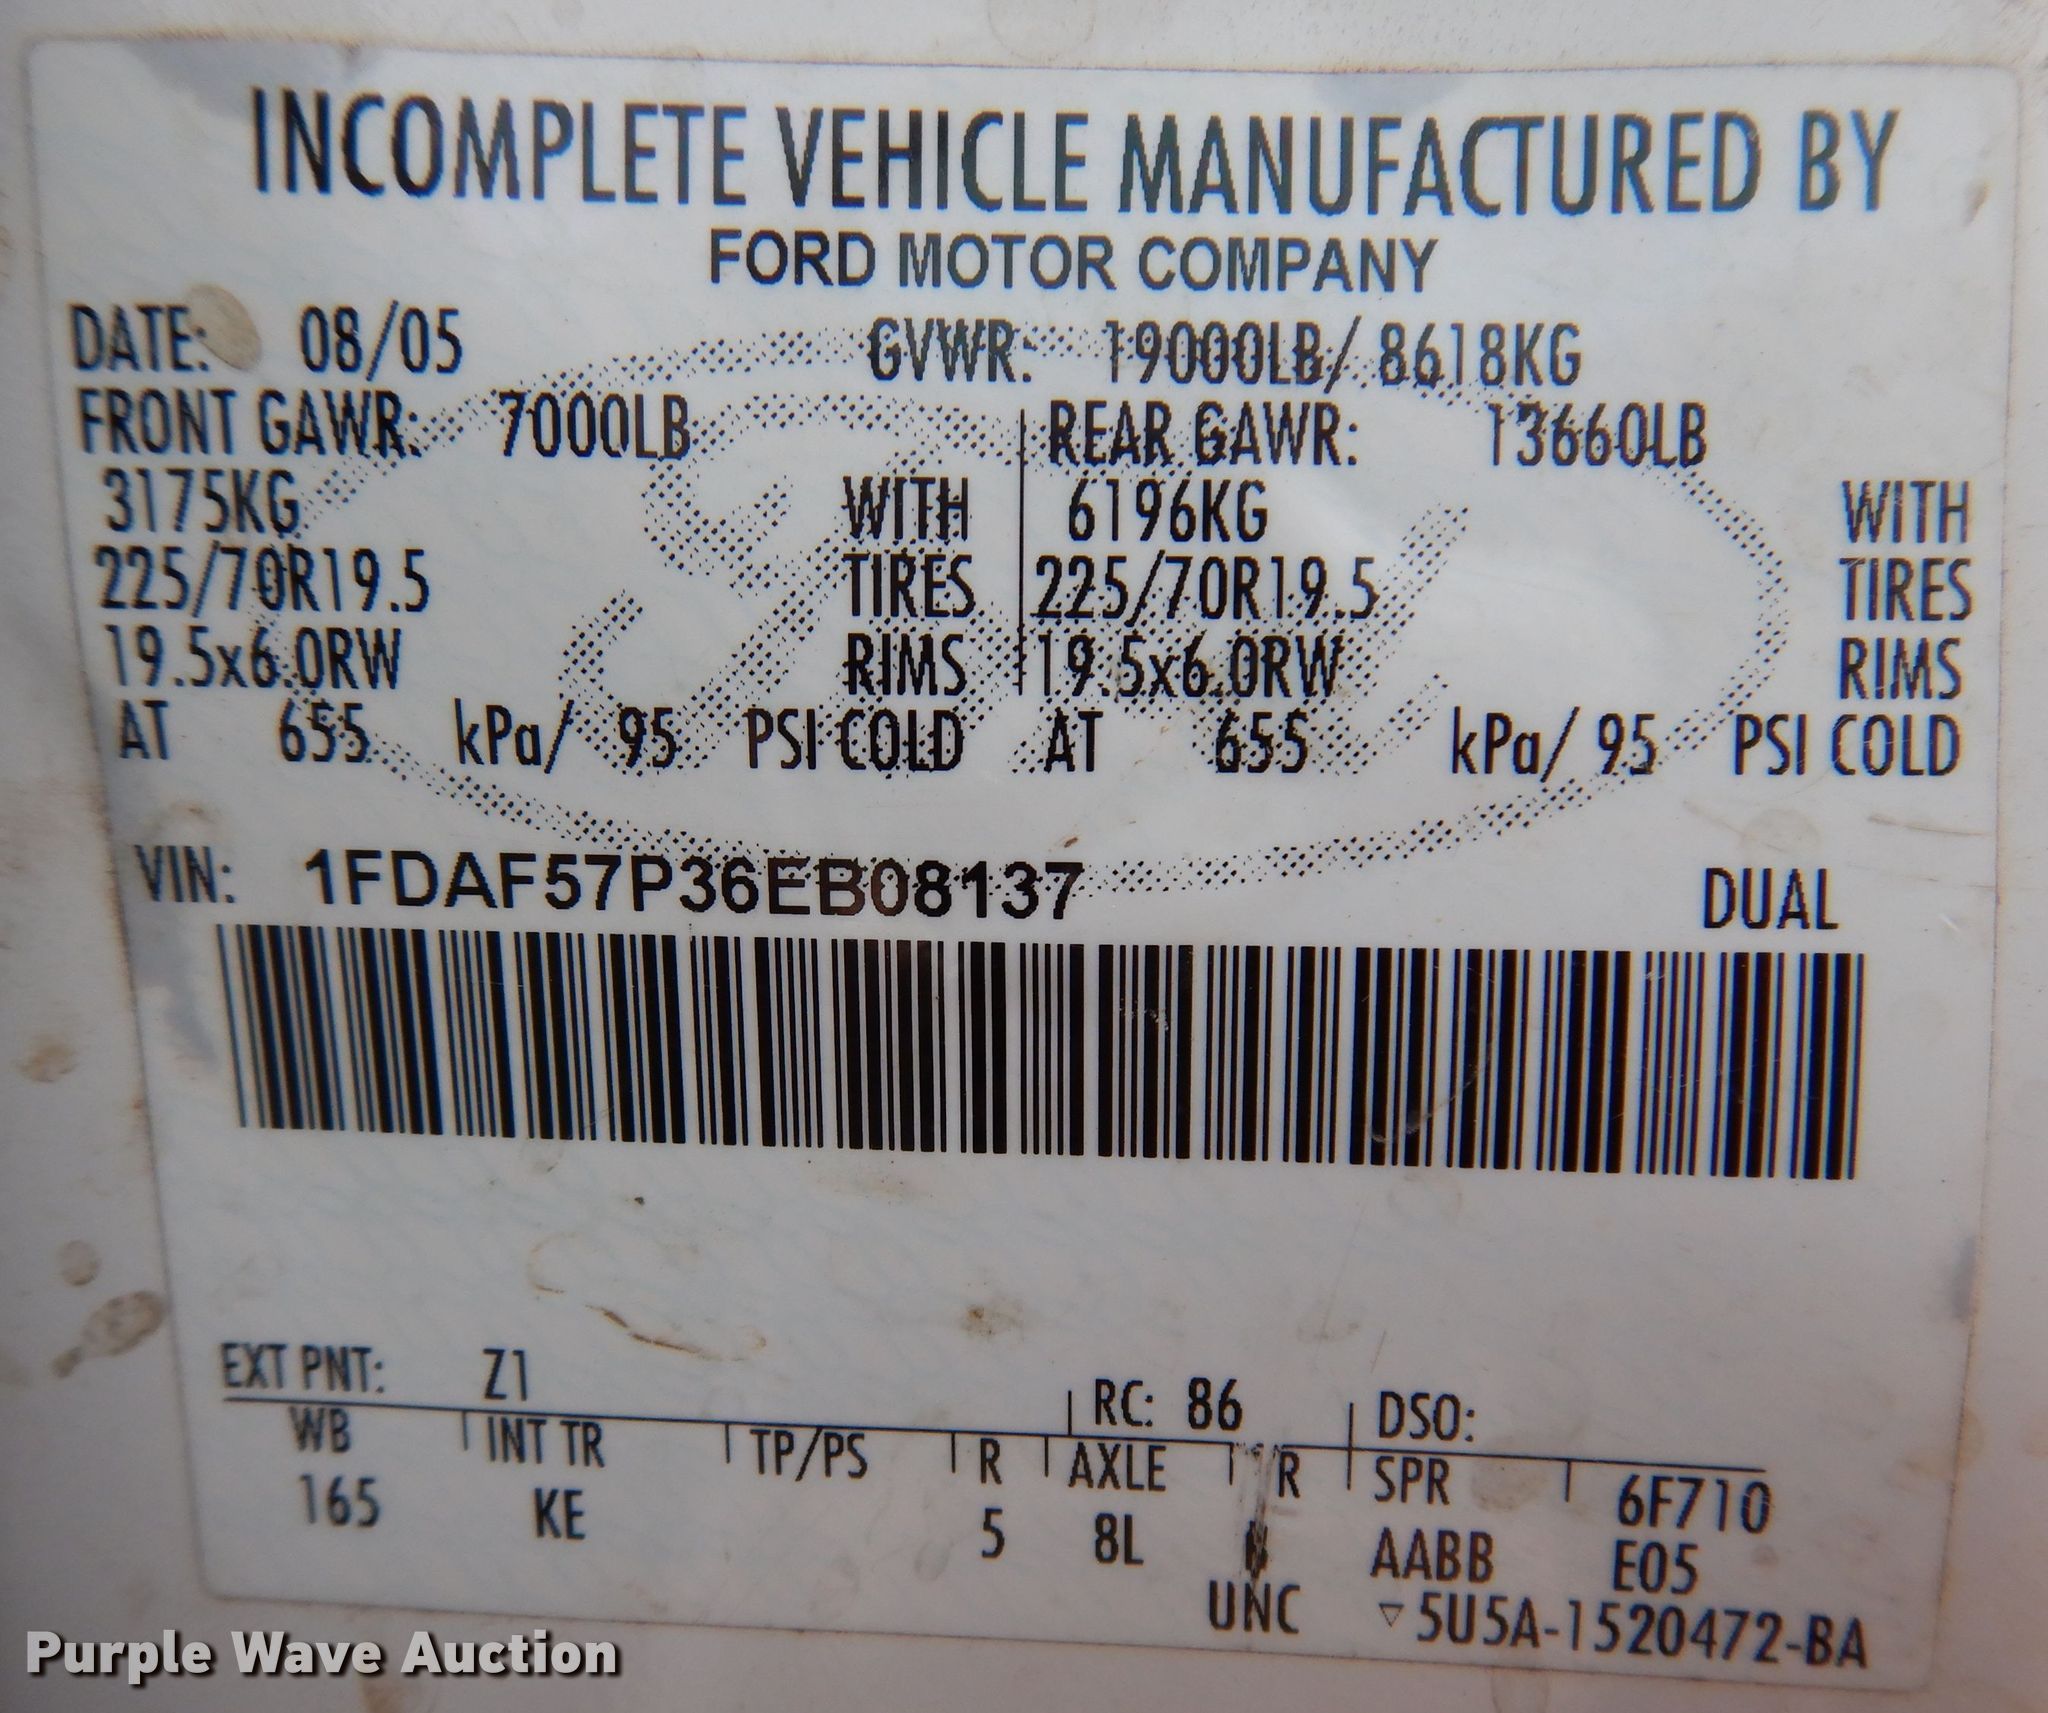 INCOMPLETE VEHICLE MANUFACTURED BY
FORD MOTOR COMPANY
DATE: 08/05 GVWR: 19000LB/ 8618KG
FRONT GAWR: 7000LB REAR GAWR: 13660LB
3175KG WITH 6196KG WITH
225/70R19.5 TIRES 225/70R19.5 TIRES
19.5x6.0RW RIMS 19.5x6.0RW RIMS
AT 655 kPa/ 95 PSI COLD AT 655 kPa/ 95 PSI COLD
VIN: 1FDAF57P36EB08137 DUAL
EXT PNT: Z1 RC: 86 DSO:
WB INT TR TP/PS R AXLE R SPR 6F710
165 KE 5 8L AABB E05
UNC ▽5U5A-1520472-BA
Purple Wave Auction